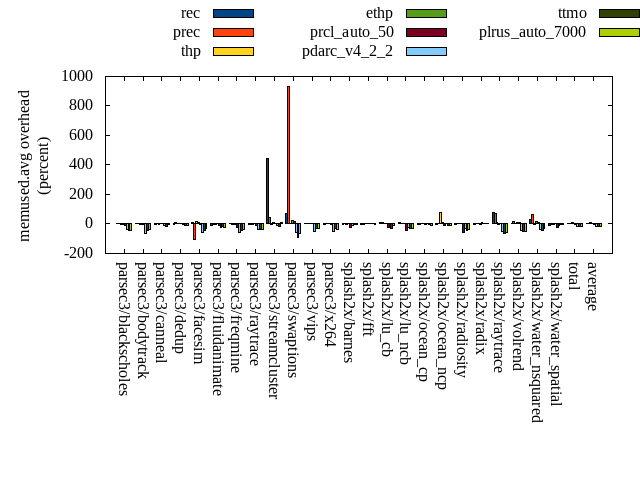 rec
prec
thp
ethp
prcl_auto_50
pdarc_v4_2_2
ttmo
plrus_auto_7000
memused.avg overhead
(percent)
1000
800
600
400
200
0
-200
parsec3/blackscholes
parsec3/bodytrack
parsec3/canneal
parsec3/dedup
parsec3/facesim
parsec3/fluidanimate
parsec3/freqmine
parsec3/raytrace
parsec3/streamcluster
parsec3/swaptions
parsec3/vips
parsec3/x264
splash2x/barnes
splash2x/fft
splash2x/lu_cb
splash2x/lu_ncb
splash2x/ocean_cp
splash2x/ocean_ncp
splash2x/radiosity
splash2x/radix
splash2x/raytrace
splash2x/volrend
splash2x/water_nsquared
splash2x/water_spatial
total
average